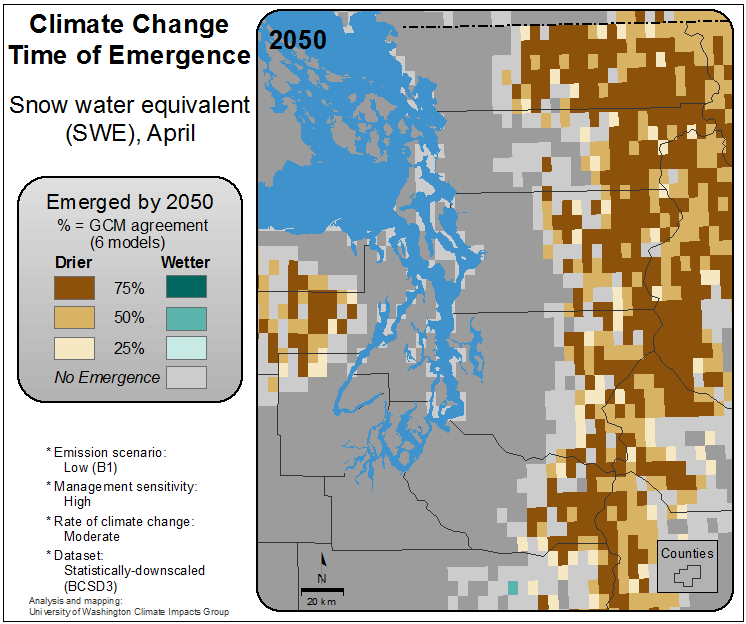 Climate Change
Time of Emergence
Snow water equivalent
(SWE), April
Emerged by 2050
% = GCM agreement
(6 models)
Drier Wetter
75%
50%
25%
No Emergence
* Emission scenario:
Low (B1)
* Management sensitivity:
High
* Rate of climate change:
Moderate
* Dataset:
Statistically-downscaled
(BCSD3)
Analysis and mapping:
University of Washington Climate Impacts Group
2050
N
20 km
Counties